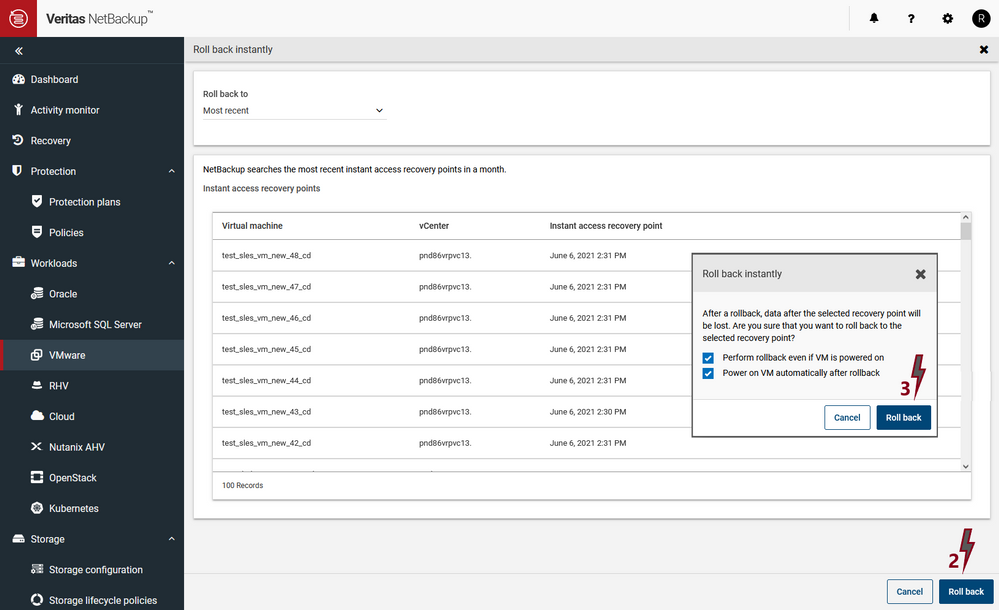 Veritas NetBackup™
?
R
«
Roll back instantly
Dashboard
Activity monitor
Recovery
Protection
Protection plans
Policies
Workloads
Oracle
Microsoft SQL Server
VMware
RHV
Cloud
Nutanix AHV
OpenStack
Kubernetes
Storage
Storage configuration
Storage lifecycle policies
Roll back to
Most recent
NetBackup searches the most recent instant access recovery points in a month.
Instant access recovery points
Virtual machine vCenter Instant access recovery point
test_sles_vm_new_48_cd pnd86vrpvc13. June 6, 2021 2:31 PM
test_sles_vm_new_47_cd pnd86vrpvc13. June 6, 2021 2:31 PM
test_sles_vm_new_46_cd pnd86vrpvc13. June 6, 2021 2:31 PM
test_sles_vm_new_45_cd pnd86vrpvc13. June 6, 2021 2:31 PM
test_sles_vm_new_44_cd pnd86vrpvc13. June 6, 2021 2:31 PM
test_sles_vm_new_43_cd pnd86vrpvc13. June 6, 2021 2:30 PM
test_sles_vm_new_42_cd pnd86vrpvc13. June 6, 2021 2:31 PM
100 Records
Roll back instantly
After a rollback, data after the selected recovery point will
be lost. Are you sure that you want to roll back to the
selected recovery point?
Perform rollback even if VM is powered on
Power on VM automatically after rollback
3
Cancel Roll back
2
Cancel Roll back